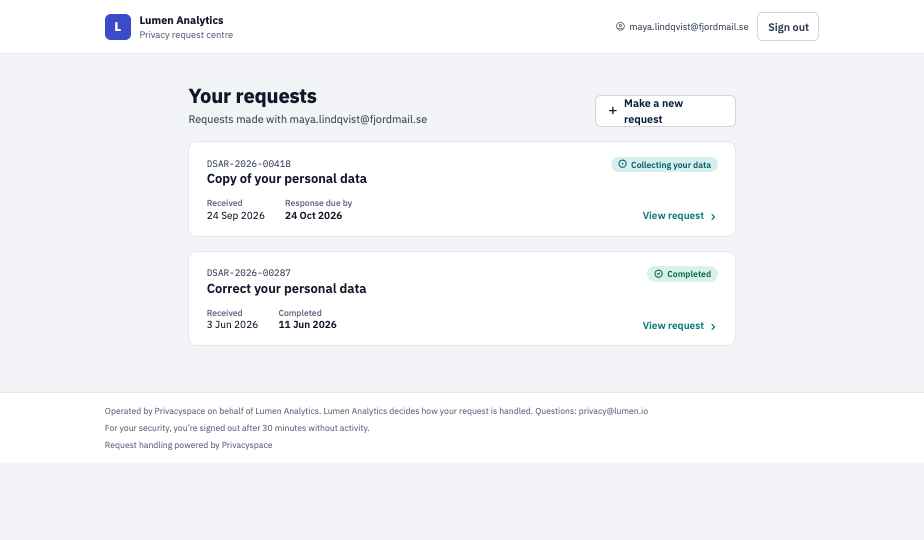 L
Lumen Analytics
Privacy request centre
maya.lindqvist@fjordmail.se
Sign out
Your requests
Requests made with maya.lindqvist@fjordmail.se
+ Make a new
request
DSAR-2026-00418
Collecting your data
Copy of your personal data
Received
Response due by
24 Sep 2026
24 Oct 2026
View request ›
DSAR-2026-00287
Completed
Correct your personal data
Received
Completed
3 Jun 2026
11 Jun 2026
View request ›
Operated by Privacyspace on behalf of Lumen Analytics. Lumen Analytics decides how your request is handled. Questions: privacy@lumen.io
For your security, you’re signed out after 30 minutes without activity.
Request handling powered by Privacyspace